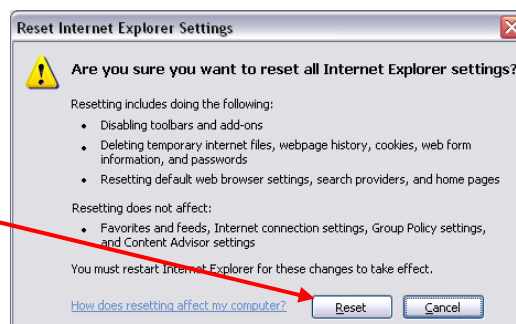 Reset Internet Explorer Settings
Are you sure you want to reset all Internet Explorer settings?
Resetting includes doing the following:
• Disabling toolbars and add-ons
• Deleting temporary internet files, webpage history, cookies, web form
information, and passwords
• Resetting default web browser settings, search providers, and home pages
Resetting does not affect:
• Favorites and feeds, Internet connection settings, Group Policy settings,
and Content Advisor settings
You must restart Internet Explorer for these changes to take effect.
How does resetting affect my computer? Reset Cancel